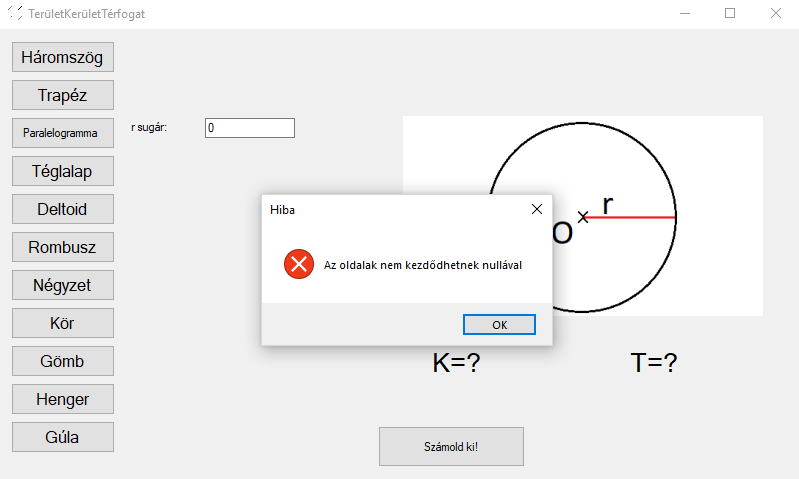 TerületKerületTérfogat
Háromszög
Trapéz
Paralelogramma
r sugár:
0
Téglalap
Deltoid
Rombusz
Négyzet
Kör
Gömb
Henger
Gúla
r
O
Hiba
Az oldalak nem kezdődhetnek nullával
OK
K=?
T=?
Számold ki!